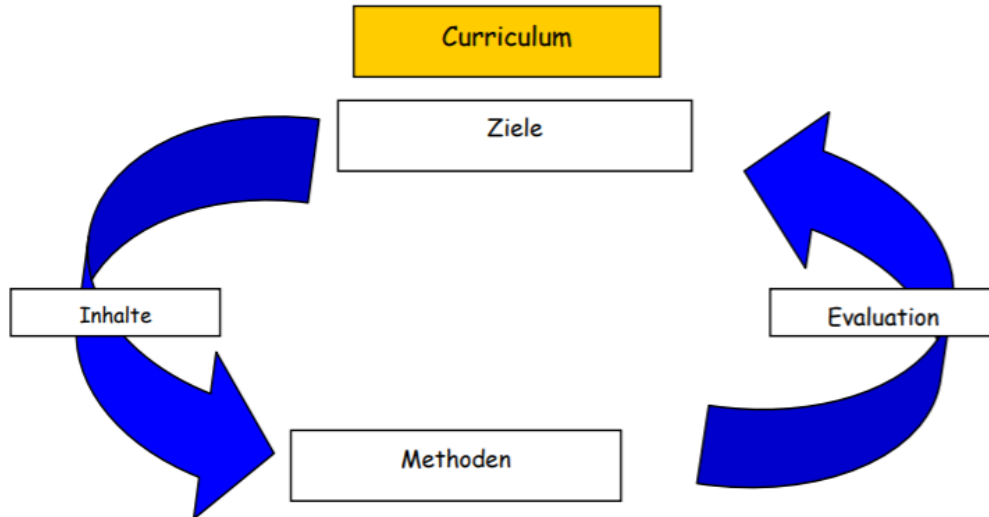 Curriculum
Ziele
Inhalte
Evaluation
Methoden